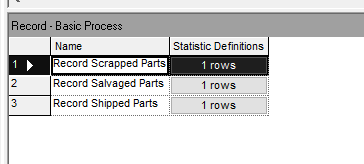 Record - Basic Process
Name Statistic Definitions
1 Record Scrapped Parts 1 rows
2 Record Salvaged Parts 1 rows
3 Record Shipped Parts 1 rows